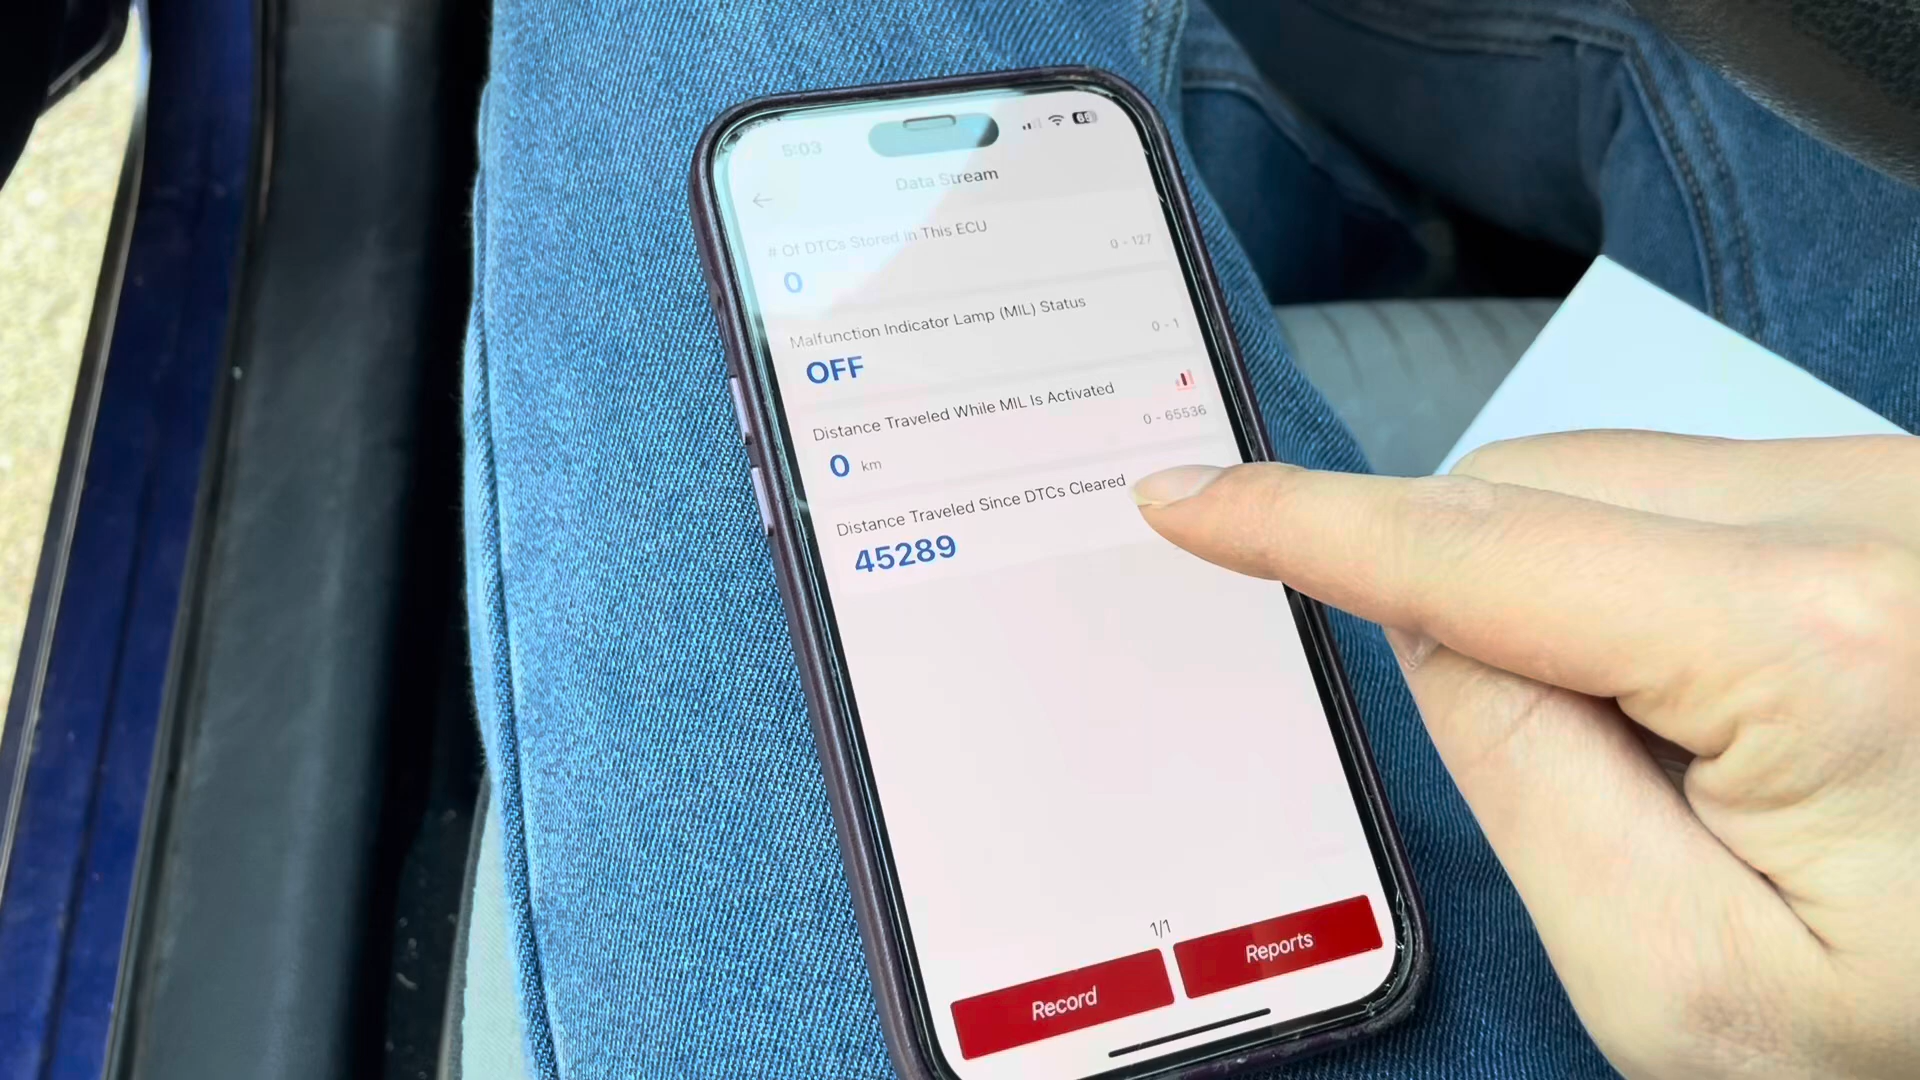 5:03
65
Data Stream
# Of DTCs Stored in This ECU
0 - 127
0
Malfunction Indicator Lamp (MIL) Status
0 - 1
OFF
Distance Traveled While MIL Is Activated
0 - 65536
0 km
Distance Traveled Since DTCs Cleared
45289
1/1
Record
Reports